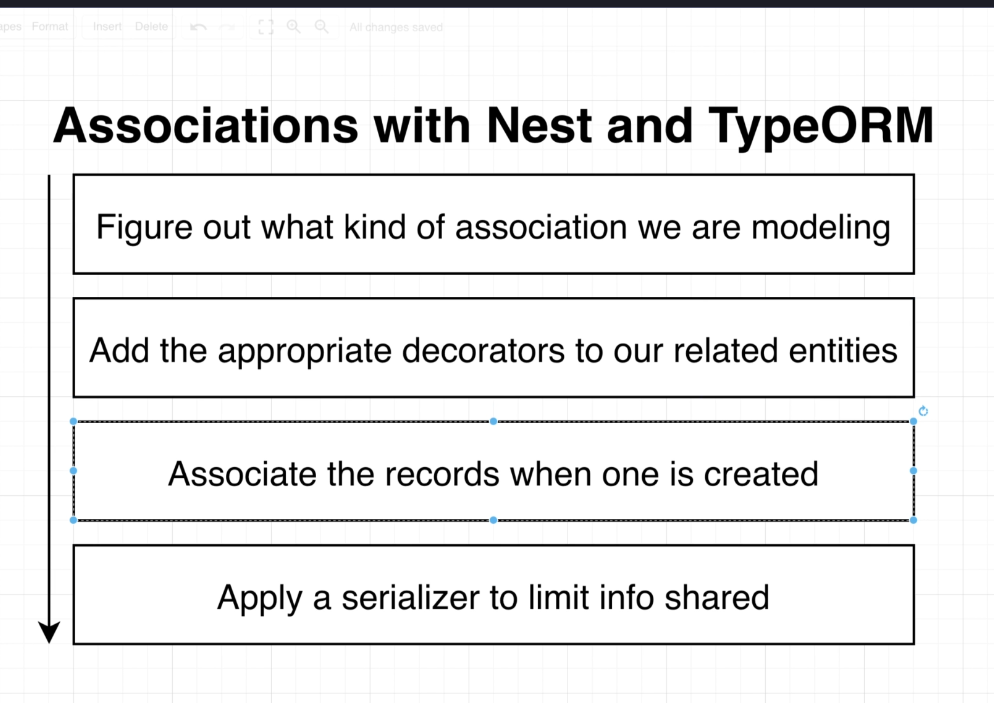 Format Insert Delete All changes saved
Associations with Nest and TypeORM
Figure out what kind of association we are modeling
Add the appropriate decorators to our related entities
Associate the records when one is created
Apply a serializer to limit info shared